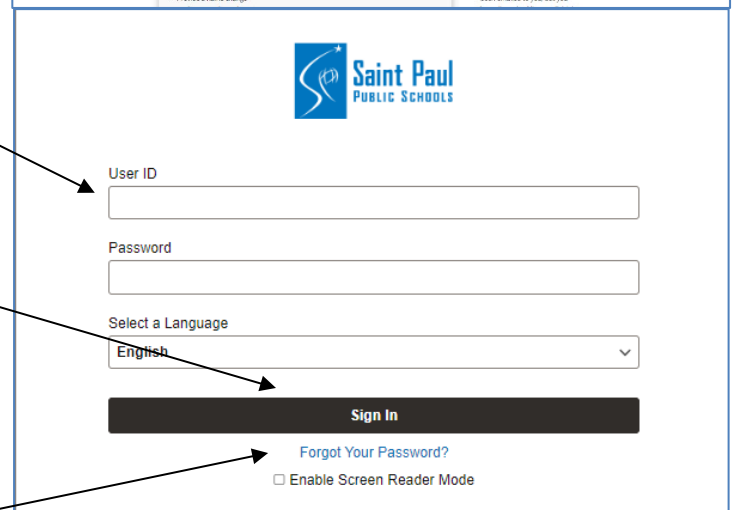 Saint Paul
PUBLIC SCHOOLS
User ID
Password
Select a Language
English
Sign In
Forgot Your Password?
Enable Screen Reader Mode